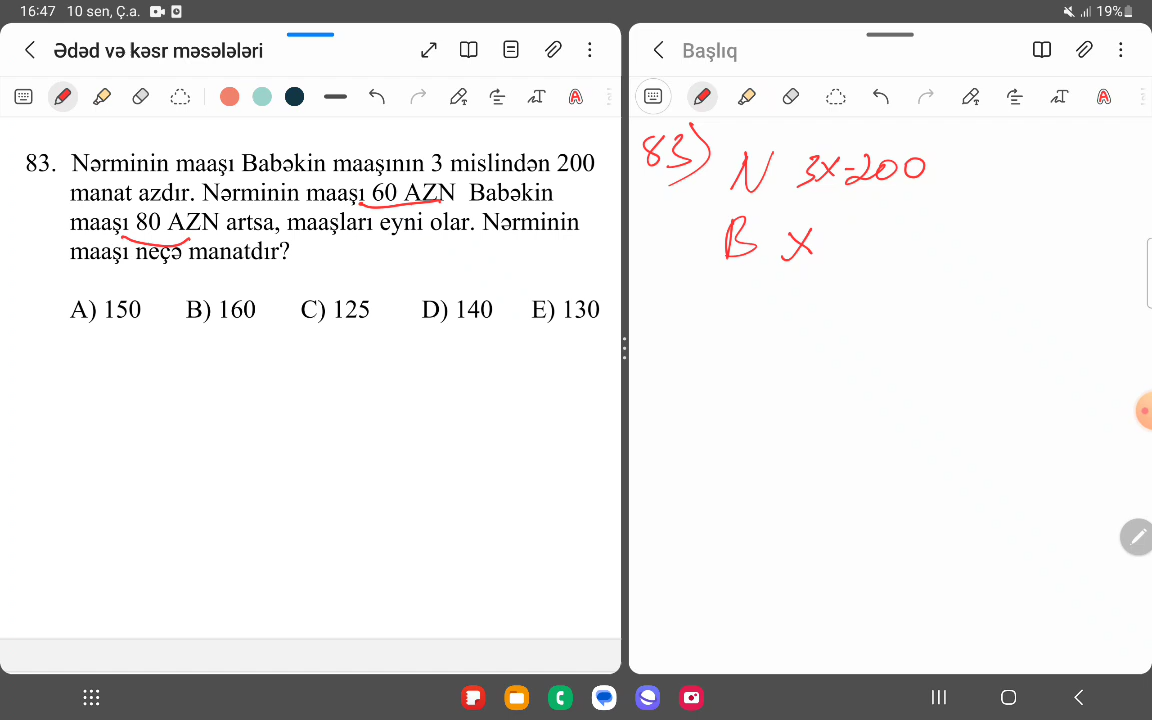 16:47 10 sen, Ç.a. 19%
Ədəd və kəsr məsələləri
Başlıq
83. Nərminin maaşı Babəkin maaşının 3 mislindən 200
manat azdır. Nərminin maaşı 60 AZN Babəkin
maaşı 80 AZN artsa, maaşları eyni olar. Nərminin
maaşı neçə manatdır?
A) 150 B) 160 C) 125 D) 140 E) 130
83) N 3x-200
B x